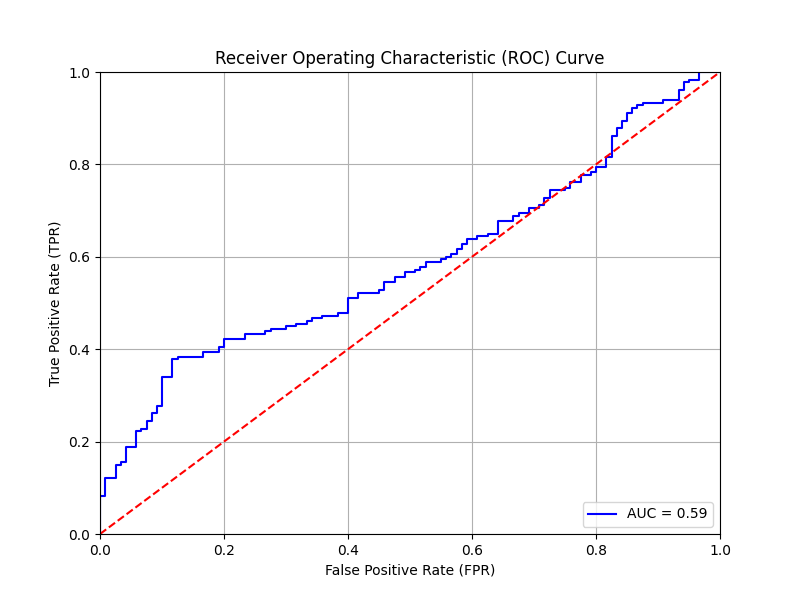 Receiver Operating Characteristic (ROC) Curve
1.0
0.8
0.6
0.4
0.2
0.0
True Positive Rate (TPR)
AUC = 0.59
0.0 0.2 0.4 0.6 0.8 1.0
False Positive Rate (FPR)